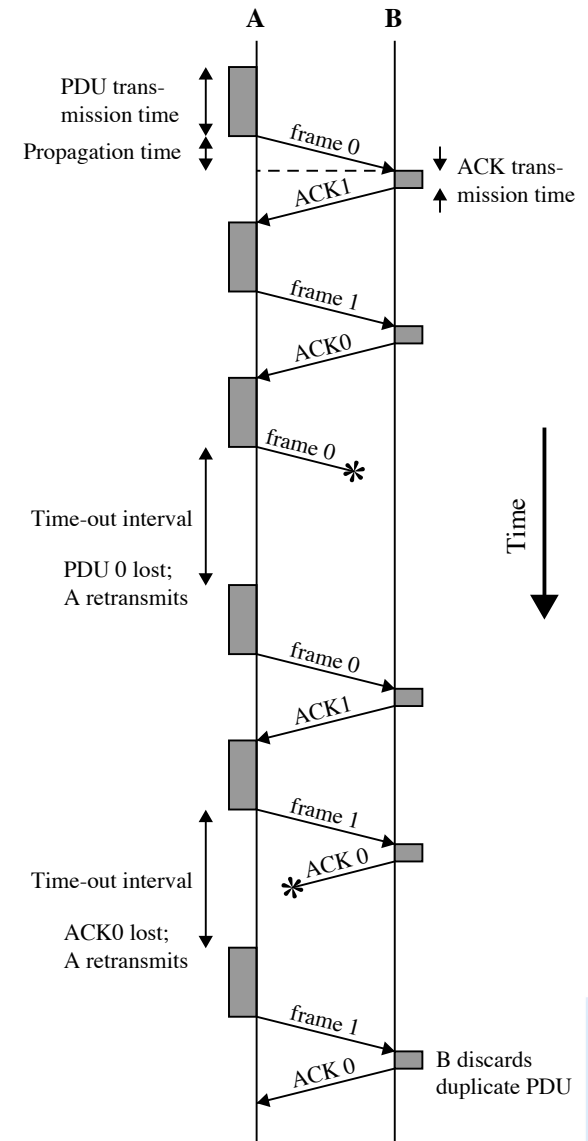 A B
PDU trans-
mission time
Propagation time
frame 0
ACK trans-
mission time
ACK1
frame 1
ACK0
frame 0
Time-out interval
Time
PDU 0 lost;
A retransmits
frame 0
ACK1
frame 1
ACK 0
Time-out interval
ACK0 lost;
A retransmits
frame 1
B discards
duplicate PDU
ACK 0